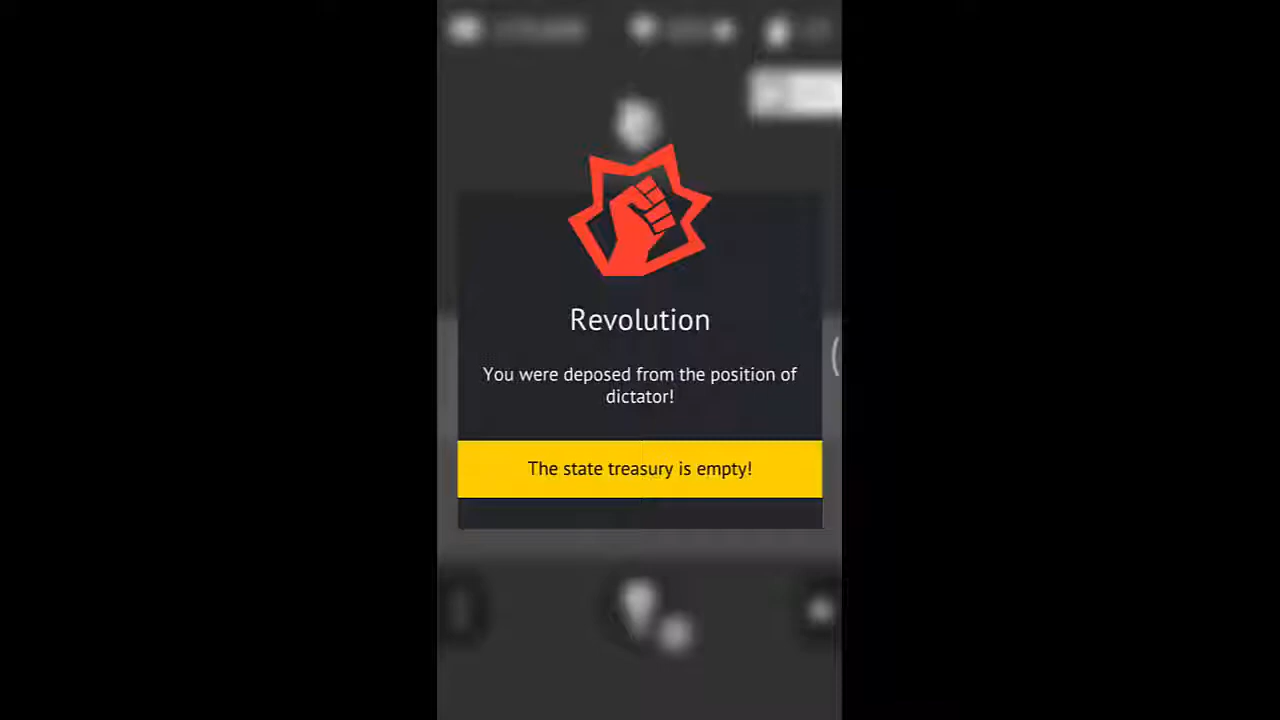 Revolution
You were deposed from the position of
dictator!
The state treasury is empty!